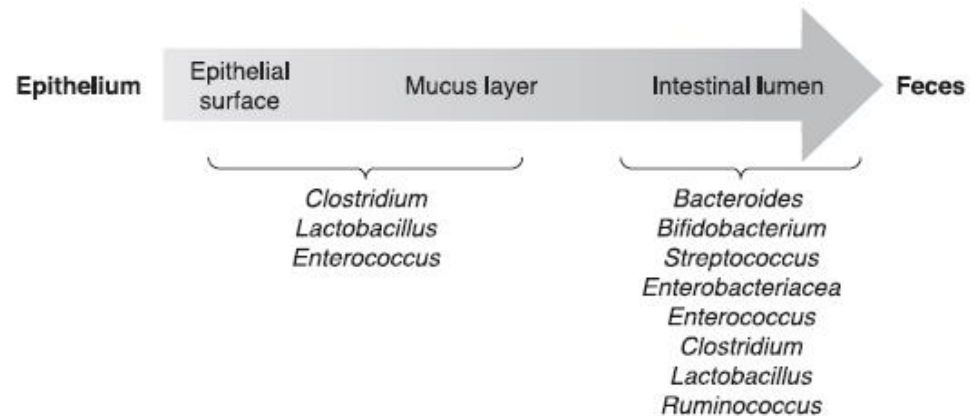 Epithelium
Epithelial
surface
Mucus layer
Intestinal lumen
Feces
Clostridium
Lactobacillus
Enterococcus
Bacteroides
Bifidobacterium
Streptococcus
Enterobacteriacea
Enterococcus
Clostridium
Lactobacillus
Ruminococcus